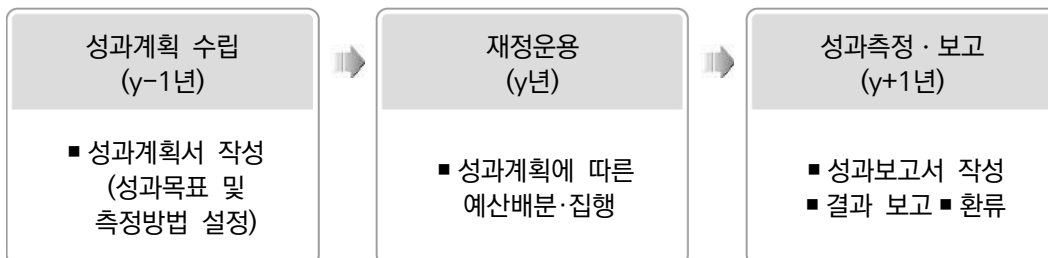 성과계획 수립
(y-1년)
■ 성과계획서 작성
(성과목표 및
측정방법 설정)
재정운용
(y년)
■ 성과계획에 따른
예산배분·집행
성과측정 · 보고
(y+1년)
■ 성과보고서 작성
■ 결과 보고 ■ 환류